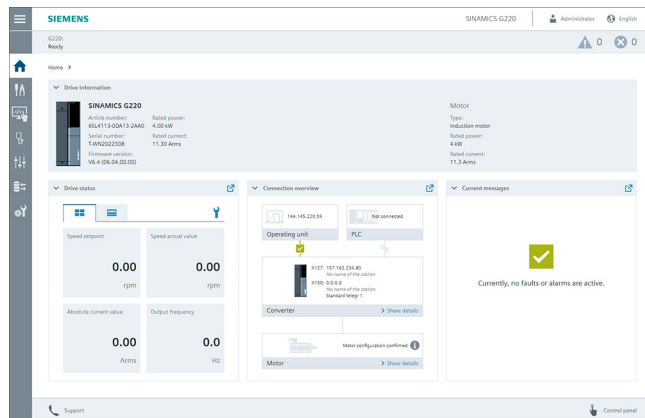 SIEMENS
SINAMICS G220
Administrator
English
G220:
Ready
0
0
Home
Drive information
SINAMICS G220
Article number:
6SL4113-0DA13-2AA0
Serial number:
T-WN2022308
Firmware version:
V6.4 (06.04.00.00)
Rated power:
4.00 kW
Rated current:
11.30 Arms
Motor
Type:
Induction motor
Rated power:
4 kW
Rated current:
11.3 Arms
Drive status
Speed setpoint
0.00
rpm
Speed actual value
0.00
rpm
Absolute current value
0.00
Arms
Output frequency
0.0
Hz
Connection overview
144.145.220.59
Operating unit
Not connected
PLC
X127: 157.163.234.80
No name of the station
X150: 0.0.0.0
No name of the station
Standard telegr 1
Converter
Show details
Motor configuration confirmed
Motor
Show details
Current messages
Currently, no faults or alarms are active.
Support
Control panel